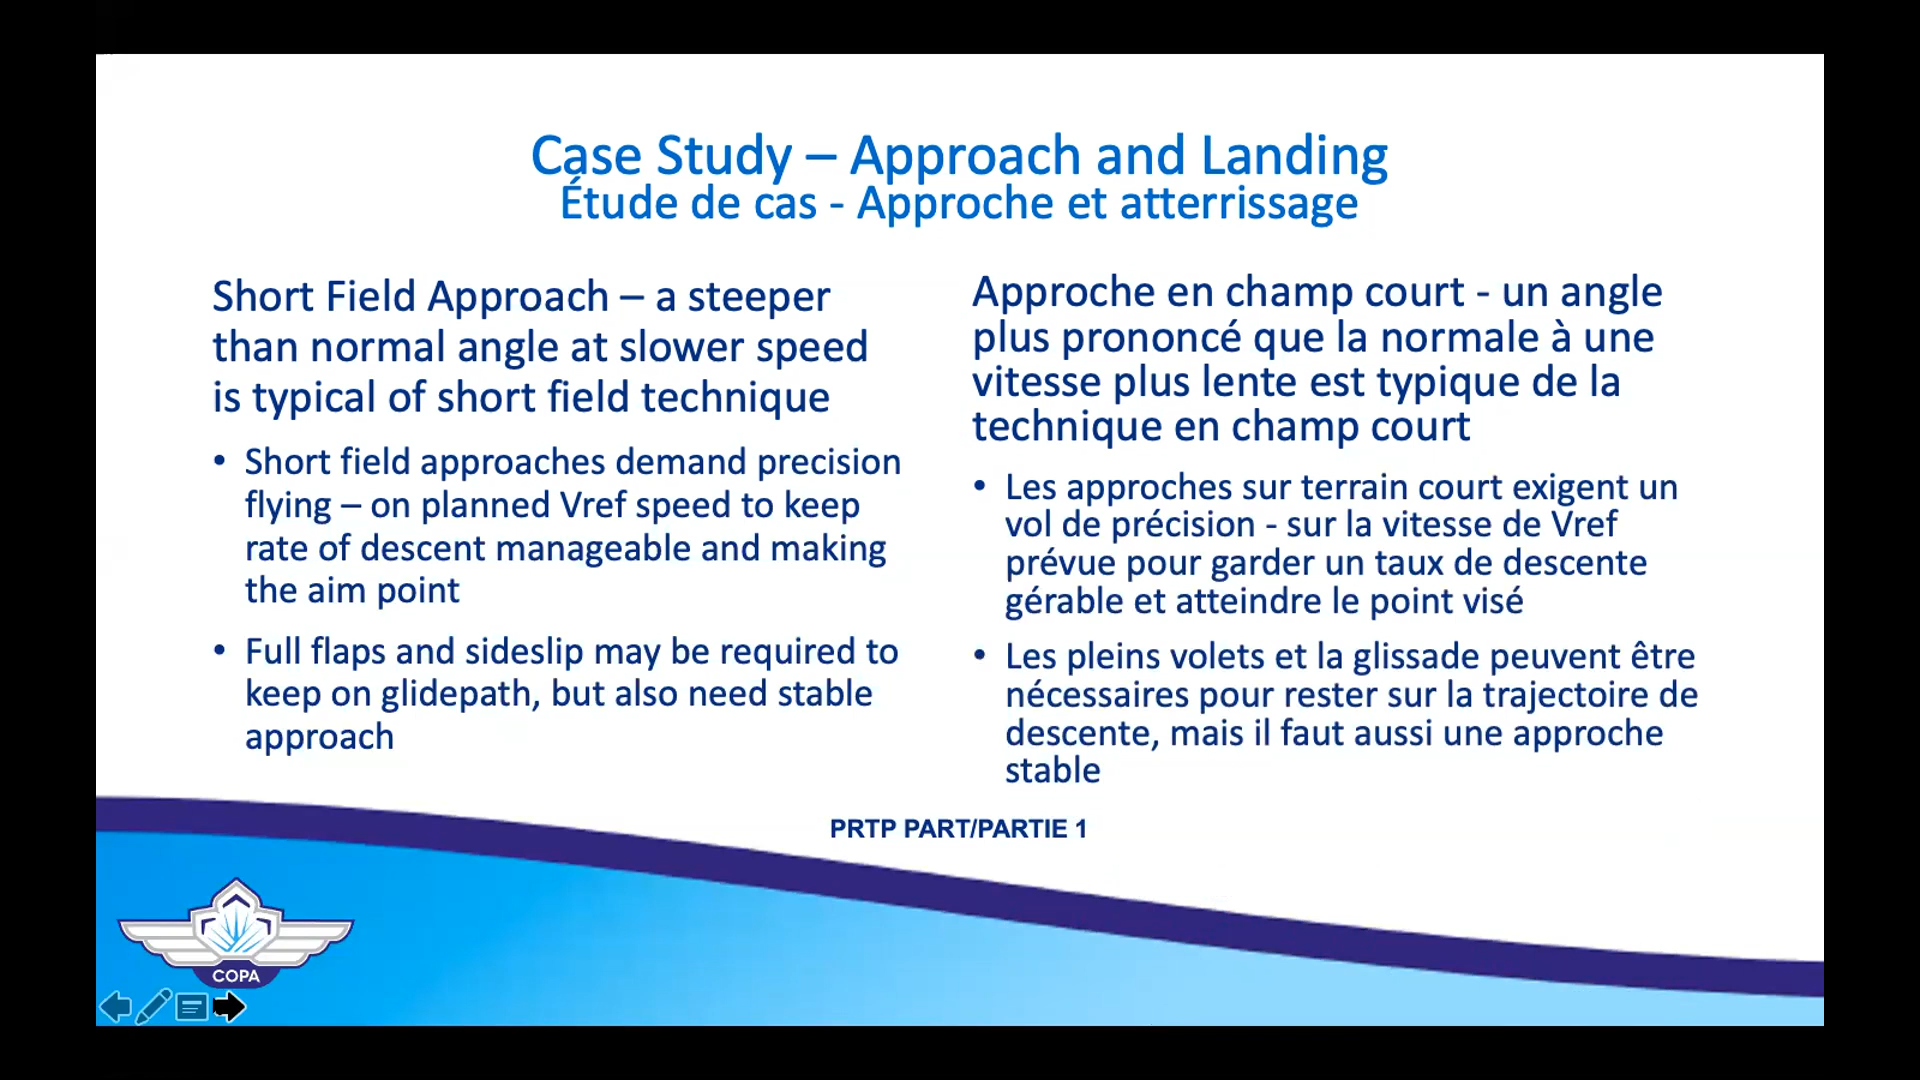 Case Study – Approach and Landing
Étude de cas - Approche et atterrissage
Short Field Approach – a steeper
than normal angle at slower speed
is typical of short field technique
• Short field approaches demand precision
flying – on planned Vref speed to keep
rate of descent manageable and making
the aim point
• Full flaps and sideslip may be required to
keep on glidepath, but also need stable
approach
Approche en champ court - un angle
plus prononcé que la normale à une
vitesse plus lente est typique de la
technique en champ court
• Les approches sur terrain court exigent un
vol de précision - sur la vitesse de Vref
prévue pour garder un taux de descente
gérable et atteindre le point visé
• Les pleins volets et la glissade peuvent être
nécessaires pour rester sur la trajectoire de
descente, mais il faut aussi une approche
stable
PRTP PART/PARTIE 1
COPA